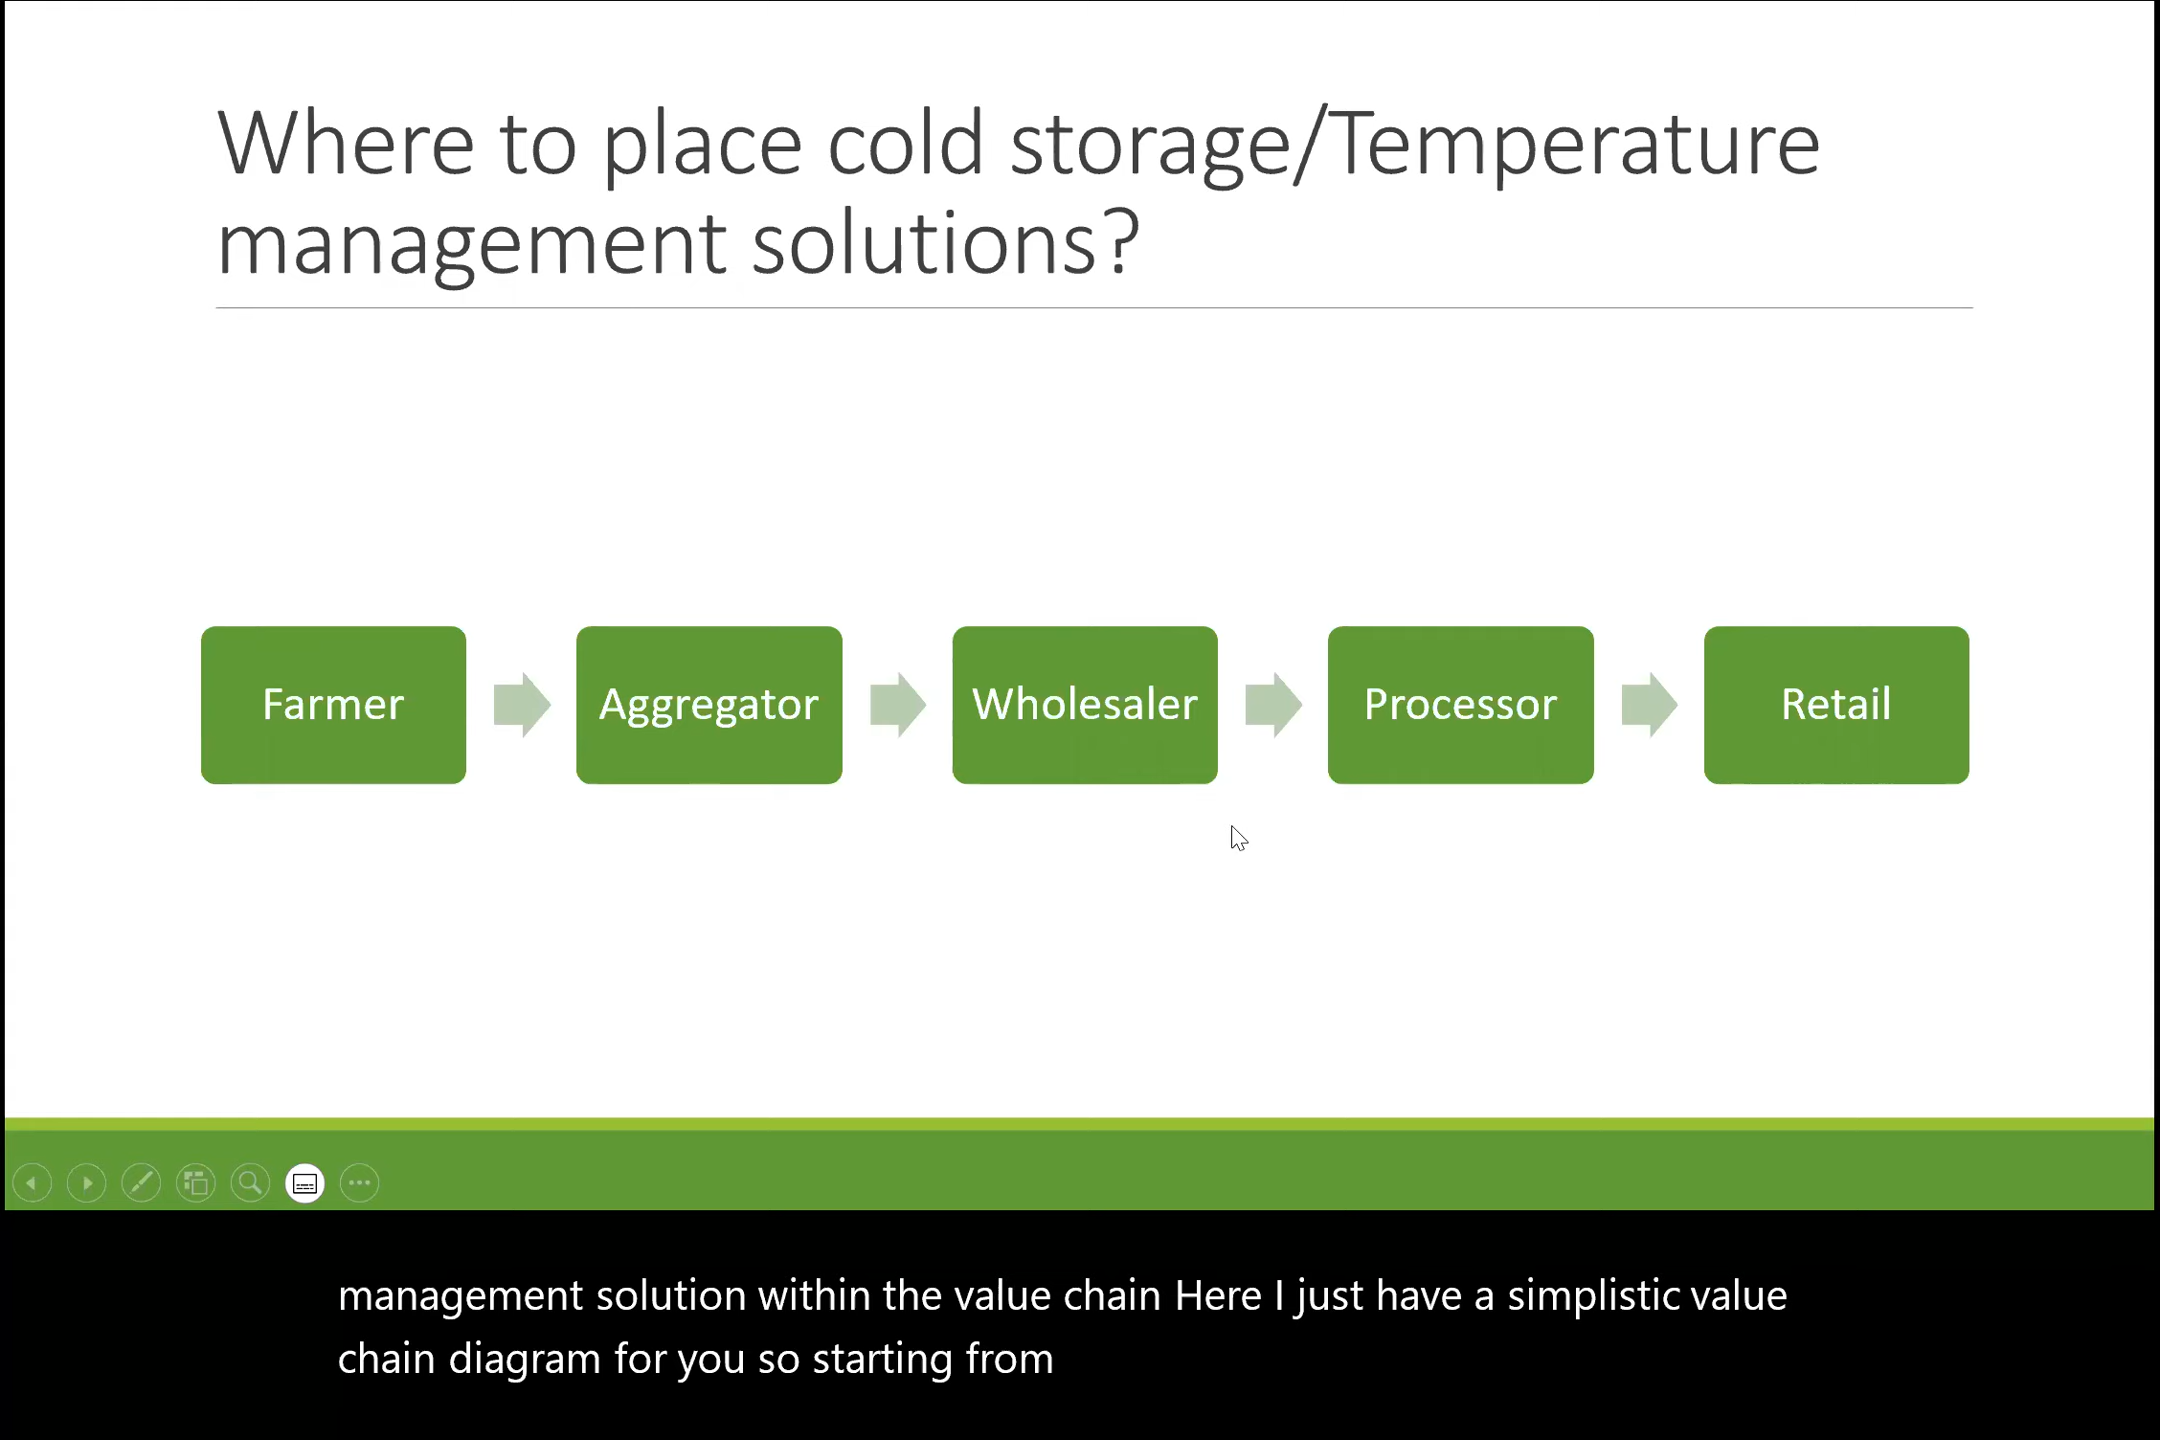 Where to place cold storage/Temperature
management solutions?
Farmer
Aggregator
Wholesaler
Processor
Retail
management solution within the value chain Here I just have a simplistic value
chain diagram for you so starting from